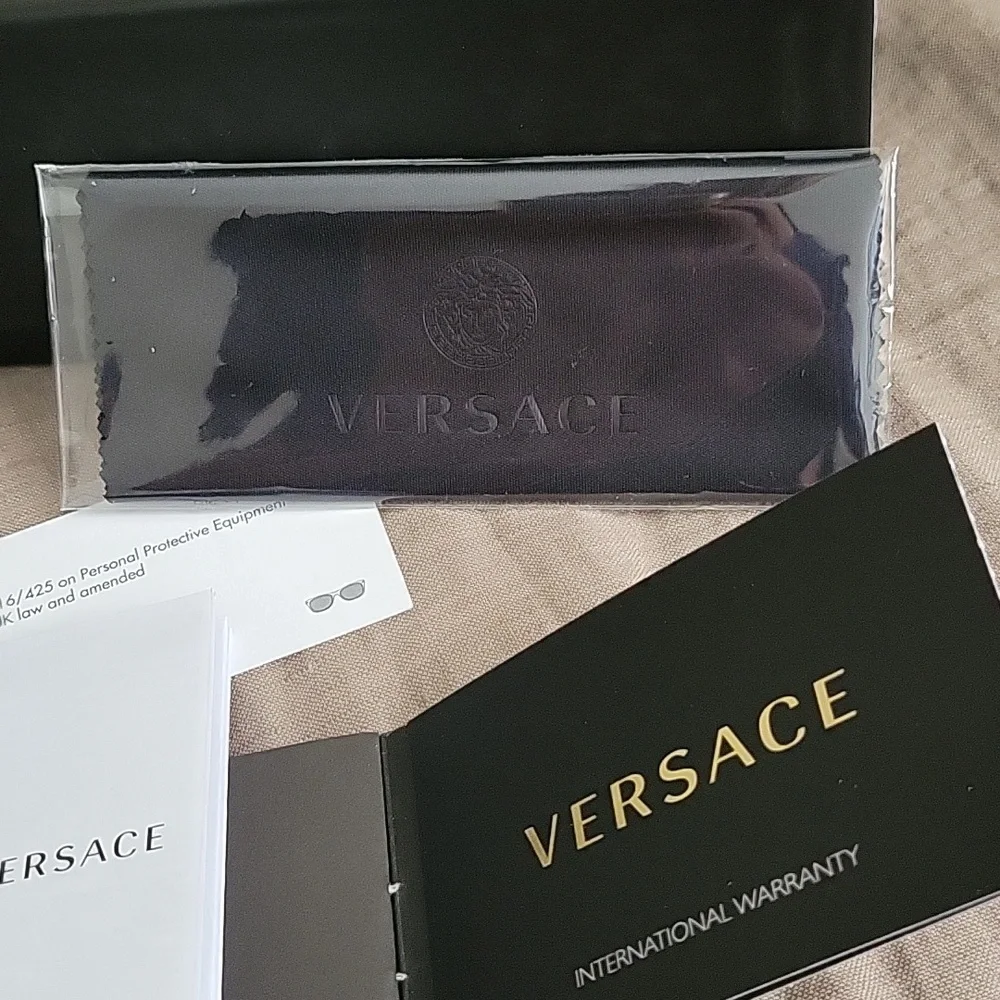 VERSACE
16/425 on Personal Protective Equipment
UK law and amended
ERSACE
VERSACE
INTERNATIONAL WARRANTY